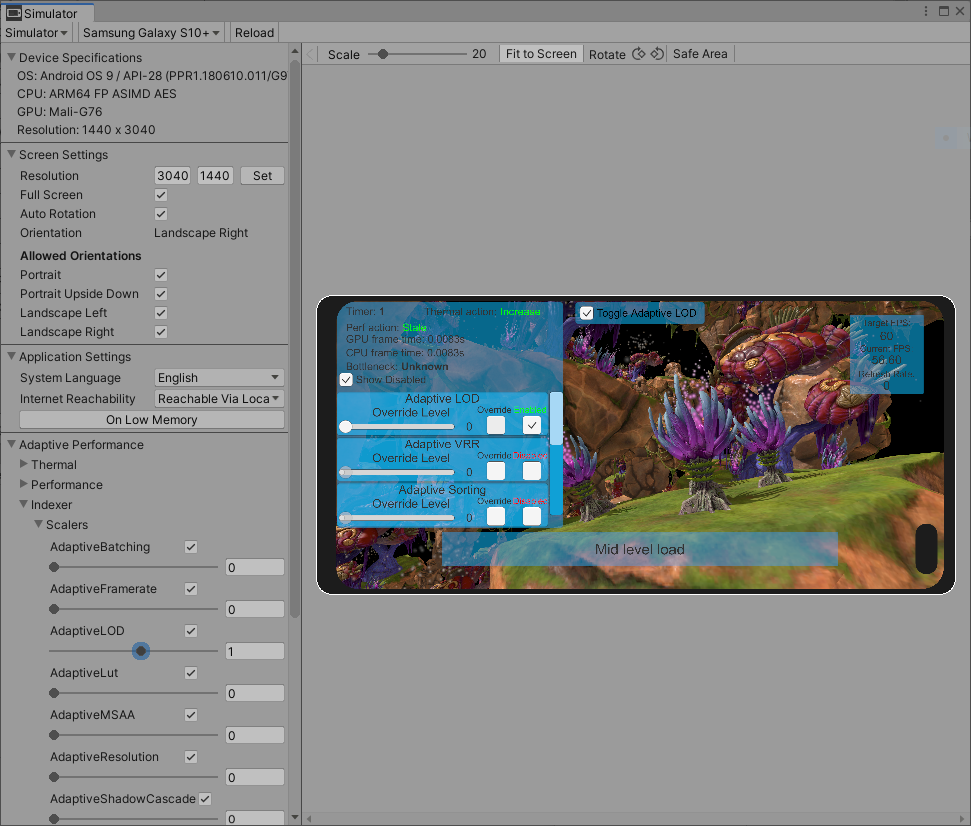 Simulator
Simulator Samsung Galaxy S10+ Reload
Device Specifications
OS: Android OS 9 / API-28 (PPR1.180610.011/G9
CPU: ARM64 FP ASIMD AES
GPU: Mali-G76
Resolution: 1440 x 3040
Screen Settings
Resolution 3040 1440 Set
Full Screen
Auto Rotation
Orientation Landscape Right
Allowed Orientations
Portrait
Portrait Upside Down
Landscape Left
Landscape Right
Application Settings
System Language English
Internet Reachability Reachable Via Loca
On Low Memory
Adaptive Performance
Thermal
Performance
Indexer
Scalers
AdaptiveBatching
0
AdaptiveFramerate
0
AdaptiveLOD
1
AdaptiveLut
0
AdaptiveMSAA
0
AdaptiveResolution
0
AdaptiveShadowCascade
0
Scale 20 Fit to Screen Rotate Safe Area
Timer: 1 Thermal action: Increase
Perf action: Stale
GPU frame time: 0.0083s
CPU frame time: 0.0083s
Bottleneck: Unknown
Show Disabled
Adaptive LOD
Override Level 0 Override Enabled
Adaptive VRR
Override Level 0 Override Disabled
Adaptive Sorting
Override Level 0 Override Disabled
Toggle Adaptive LOD
Target FPS:
60
Current FPS
Refresh Rate:
0
Mid level load